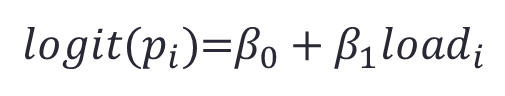 logit(pᵢ)=β₀ + β₁loadᵢ